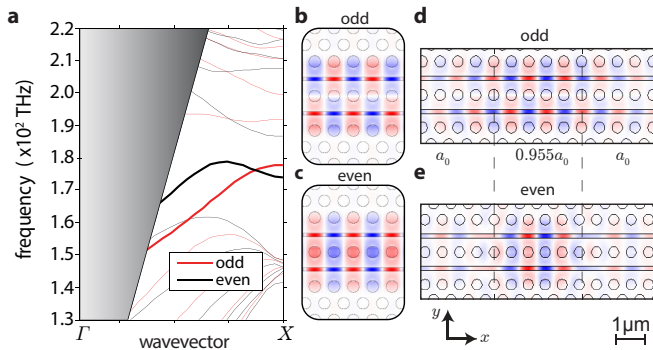 a
frequency (x10² THz)
2.2
2.1
2.0
1.9
1.8
1.7
1.6
1.5
1.4
1.3
Γ
wavevector
X
odd
even
b
odd
c
even
d
odd
a₀
0.955a₀
a₀
e
even
y
x
1μm